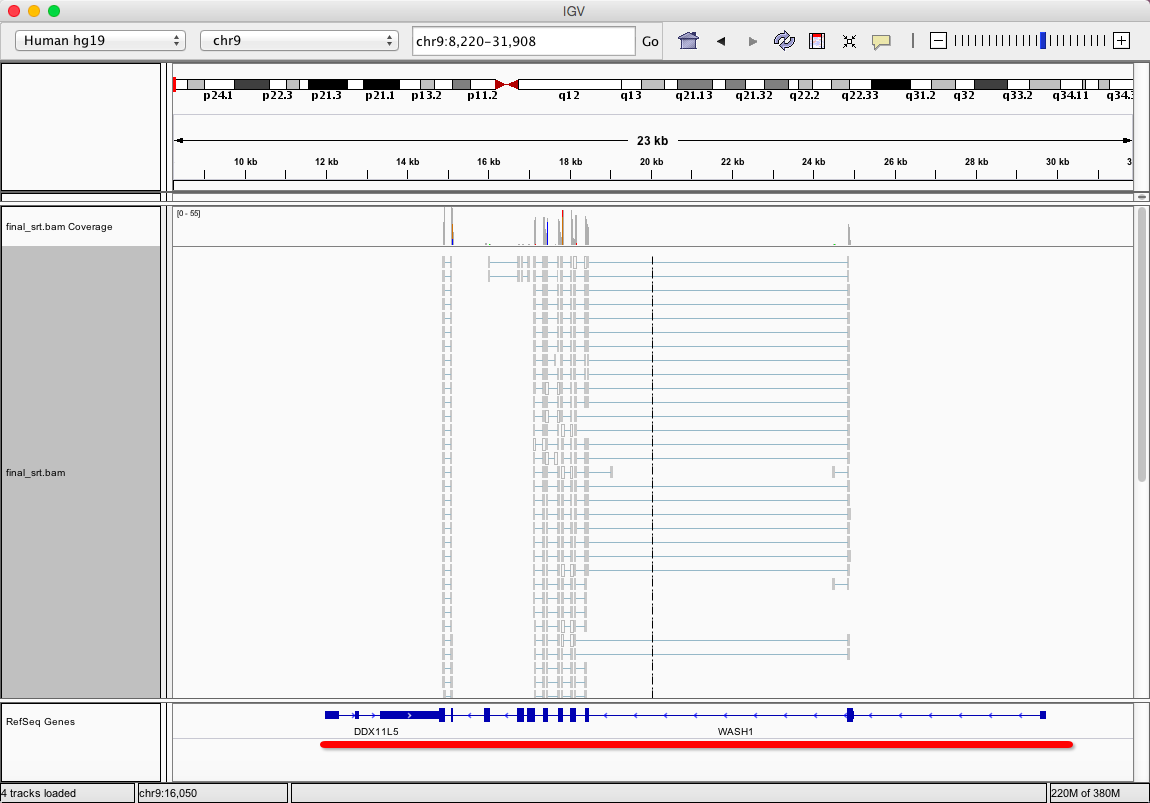 IGV
Human hg19 chr9 chr9:8,220-31,908 Go
p24.1 p22.3 p21.3 p21.1 p13.2 p11.2 q12 q13 q21.13 q21.32 q22.2 q22.33 q31.2 q32 q33.2 q34.11 q34.3
23 kb
10 kb 12 kb 14 kb 16 kb 18 kb 20 kb 22 kb 24 kb 26 kb 28 kb 30 kb 3
[0 - 55]
final_srt.bam Coverage
final_srt.bam
RefSeq Genes
DDX11L5 WASH1
4 tracks loaded chr9:16,050 220M of 380M